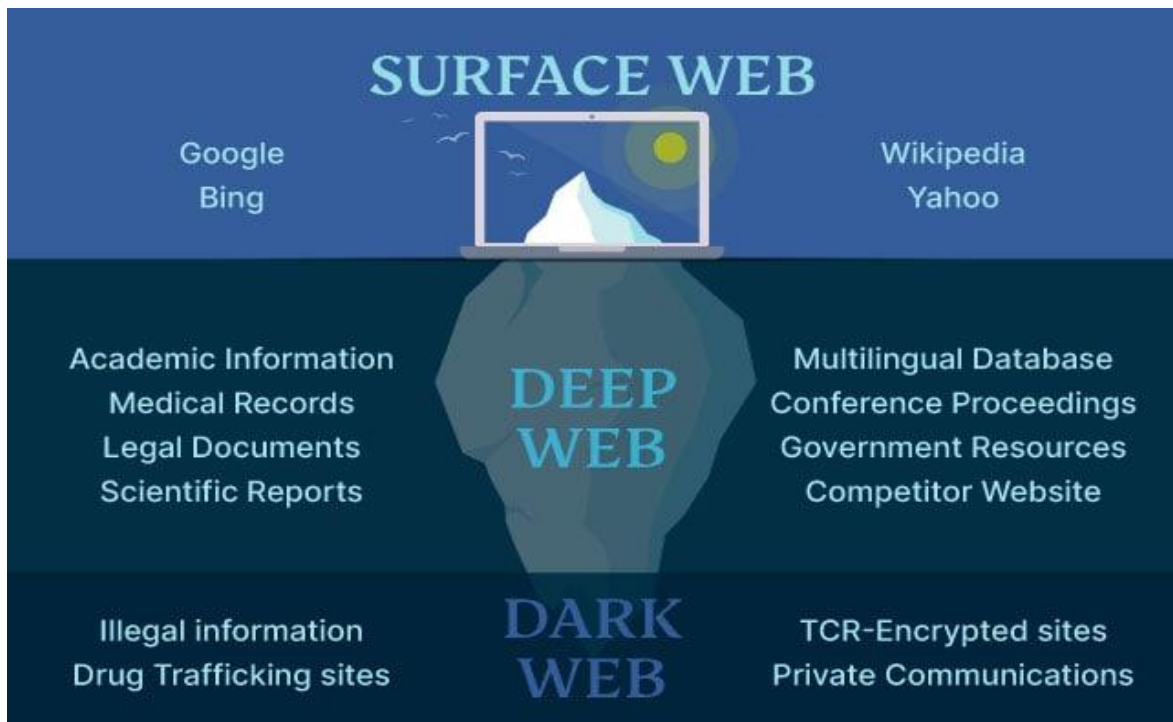 SURFACE WEB
Google
Bing
Wikipedia
Yahoo
Academic Information
Medical Records
Legal Documents
Scientific Reports
DEEP
WEB
Multilingual Database
Conference Proceedings
Government Resources
Competitor Website
Illegal information
Drug Trafficking sites
DARK
WEB
TCR-Encrypted sites
Private Communications